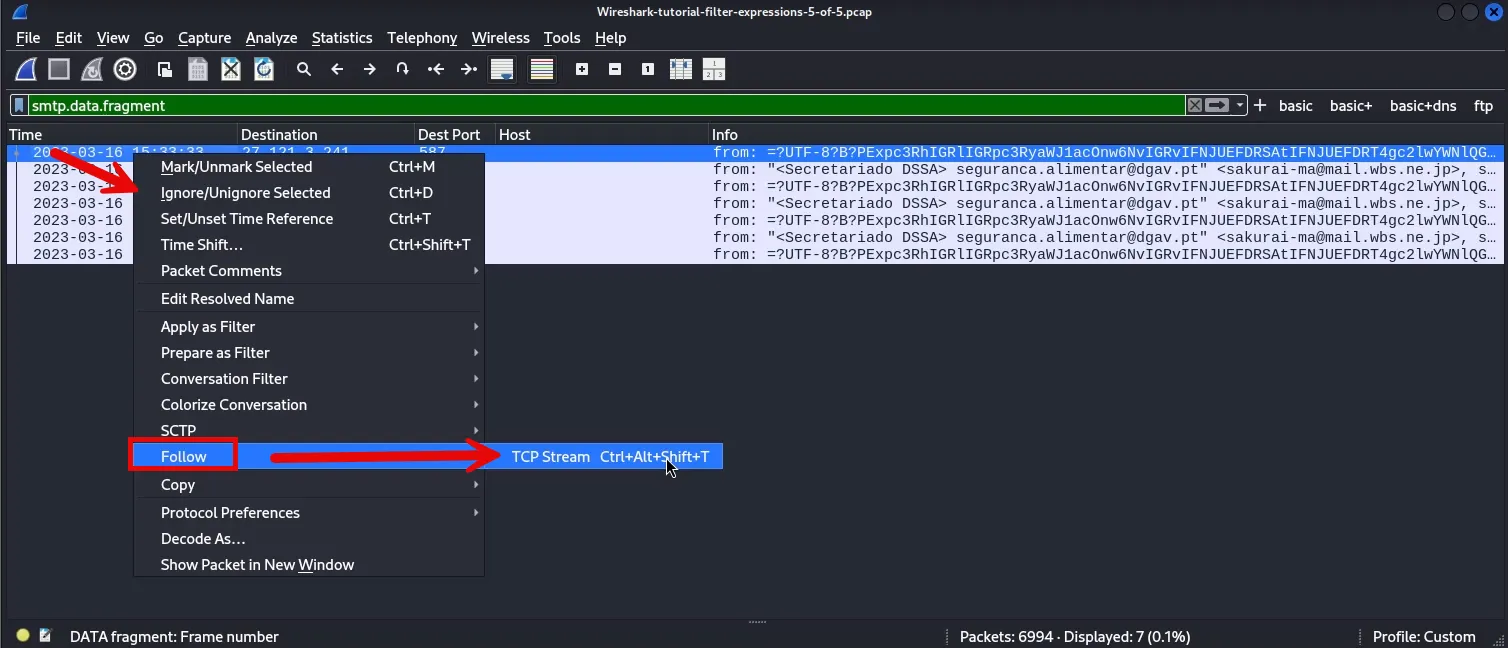 Wireshark-tutorial-filter-expressions-5-of-5.pcap
File Edit View Go Capture Analyze Statistics Telephony Wireless Tools Help
smtp.data.fragment basic basic+ basic+dns ftp
Time Destination Dest Port Host Info
2023-03-16 15:33:33 27.121.3.241 587 from: =?UTF-8?B?PExpc3RhIGRlIGRpc3RyaWJ1acOnw6NvIGRvIFNJUEFDRSAtIFNJUEFDRT4gc2lwYWNlQG…
2023-03-16 from: "<Secretariado DSSA> seguranca.alimentar@dgav.pt" <sakurai-ma@mail.wbs.ne.jp>, s…
2023-03-16 from: =?UTF-8?B?PExpc3RhIGRlIGRpc3RyaWJ1acOnw6NvIGRvIFNJUEFDRSAtIFNJUEFDRT4gc2lwYWNlQG…
2023-03-16 from: "<Secretariado DSSA> seguranca.alimentar@dgav.pt" <sakurai-ma@mail.wbs.ne.jp>, s…
2023-03-16 from: =?UTF-8?B?PExpc3RhIGRlIGRpc3RyaWJ1acOnw6NvIGRvIFNJUEFDRSAtIFNJUEFDRT4gc2lwYWNlQG…
2023-03-16 from: "<Secretariado DSSA> seguranca.alimentar@dgav.pt" <sakurai-ma@mail.wbs.ne.jp>, s…
2023-03-16 from: =?UTF-8?B?PExpc3RhIGRlIGRpc3RyaWJ1acOnw6NvIGRvIFNJUEFDRSAtIFNJUEFDRT4gc2lwYWNlQG…
Mark/Unmark Selected Ctrl+M
Ignore/Unignore Selected Ctrl+D
Set/Unset Time Reference Ctrl+T
Time Shift... Ctrl+Shift+T
Packet Comments
Edit Resolved Name
Apply as Filter
Prepare as Filter
Conversation Filter
Colorize Conversation
SCTP
Follow TCP Stream Ctrl+Alt+Shift+T
Copy
Protocol Preferences
Decode As...
Show Packet in New Window
DATA fragment: Frame number Packets: 6994 · Displayed: 7 (0.1%) Profile: Custom